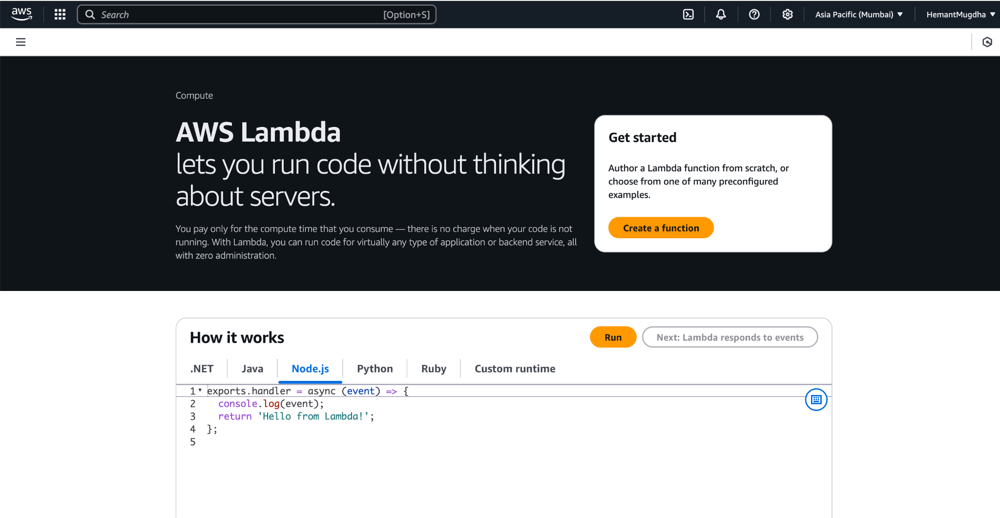 aws
Search [Option+S]
Asia Pacific (Mumbai)
HemantMugdha
Compute
AWS Lambda
lets you run code without thinking
about servers.
You pay only for the compute time that you consume — there is no charge when your code is not
running. With Lambda, you can run code for virtually any type of application or backend service, all
with zero administration.
Get started
Author a Lambda function from scratch, or
choose from one of many preconfigured
examples.
Create a function
How it works
Run
Next: Lambda responds to events
.NET
Java
Node.js
Python
Ruby
Custom runtime
1 exports.handler = async (event) => {
2 console.log(event);
3 return 'Hello from Lambda!';
4 };
5